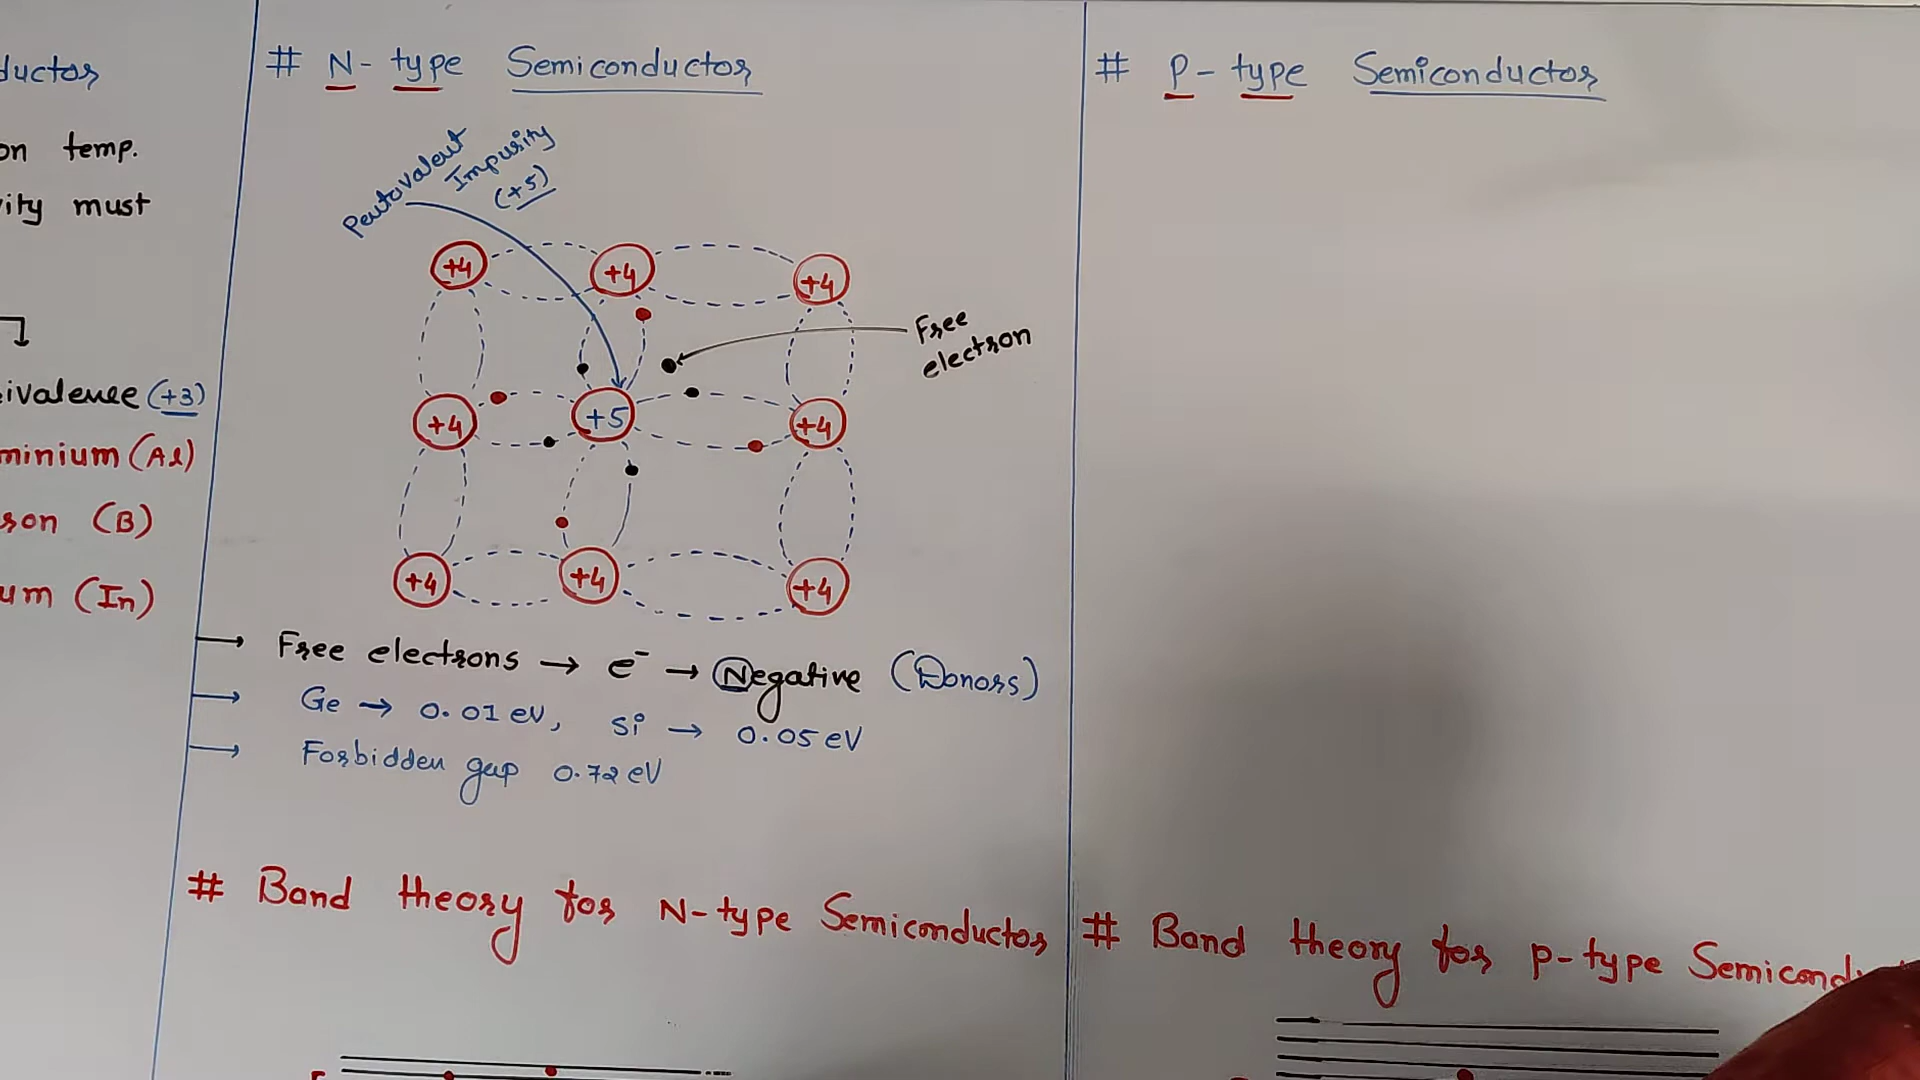 ductor
on temp.
ity must
ivalence (+3)
minium (Al)
ron (B)
um (In)
# N-type Semiconductor
Pentavalent
Impurity
(+5)
+4 +4 +4
Free
electron
+4 +5 +4
+4 +4 +4
→ Free electrons → e⁻ → Negative (Donors)
→ Ge → 0.01 eV, Si → 0.05 eV
→ Forbidden gap 0.72 eV
# Band theory for N-type Semiconductor
# P-type Semiconductor
# Band theory for p-type Semicond